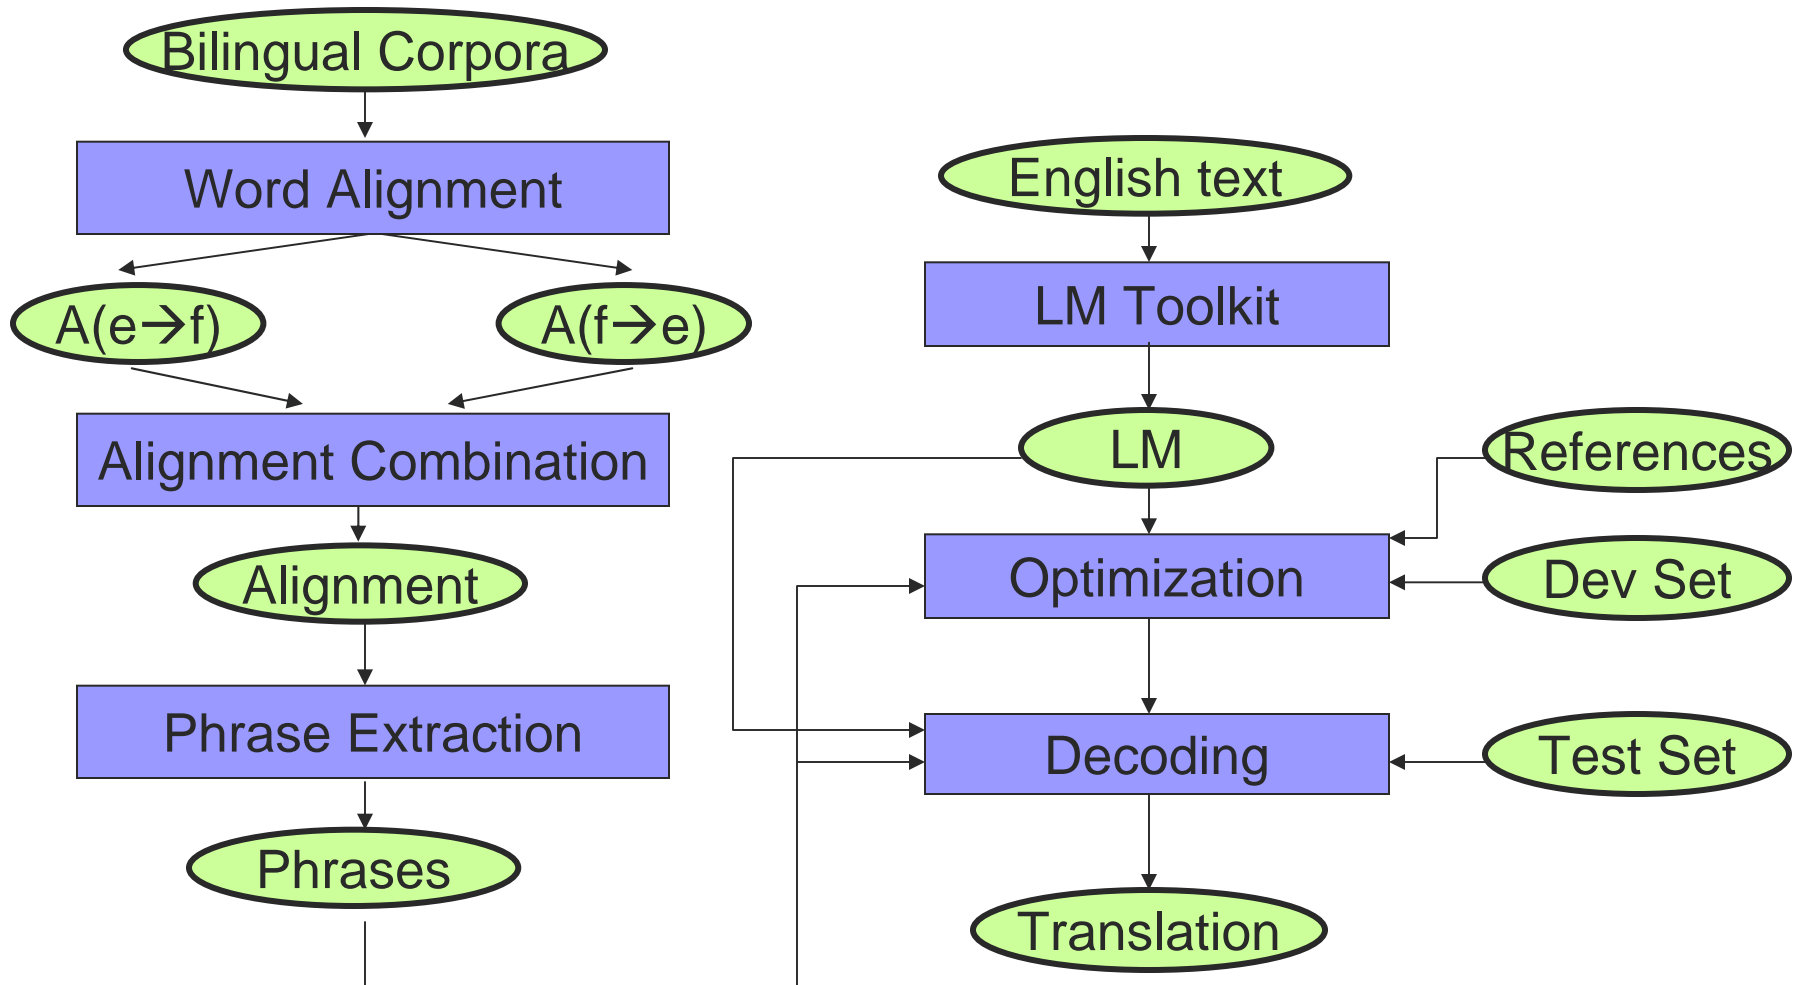 Bilingual Corpora
Word Alignment
A(e→f)
A(f→e)
Alignment Combination
Alignment
Phrase Extraction
Phrases
English text
LM Toolkit
LM
References
Optimization
Dev Set
Decoding
Test Set
Translation